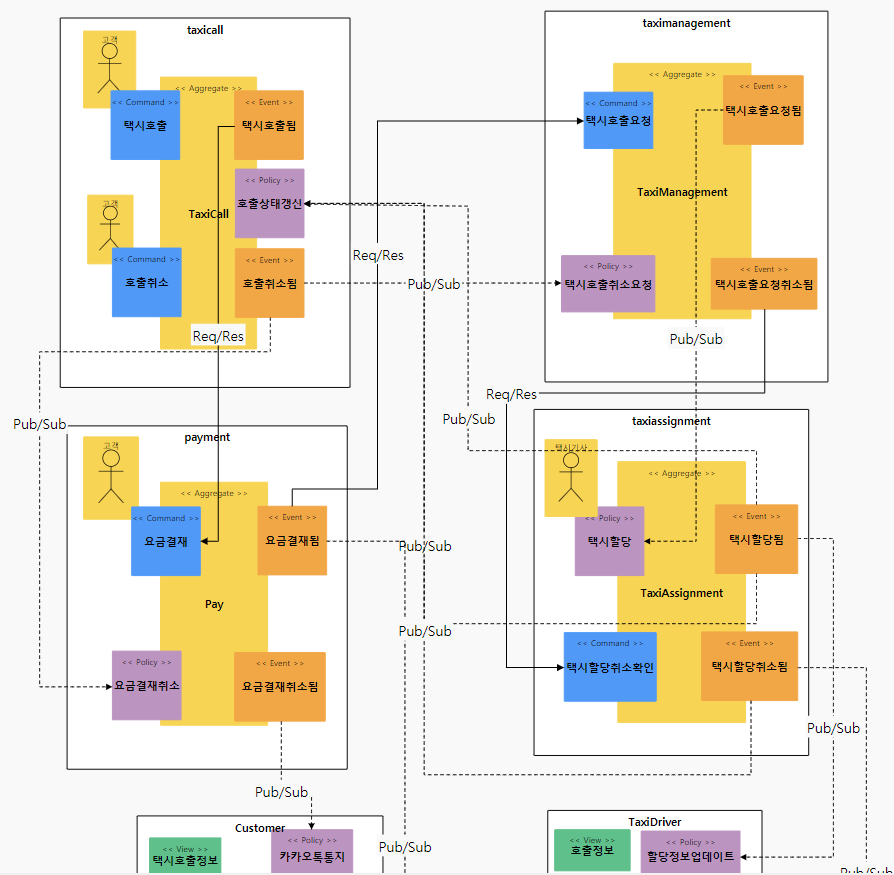 taxicall
고객
<< Command >>
택시호출
<< Aggregate >>
TaxiCall
<< Event >>
택시호출됨
<< Policy >>
호출상태갱신
고객
<< Command >>
호출취소
<< Event >>
호출취소됨
Req/Res
Req/Res
Pub/Sub
Pub/Sub
taximanagement
<< Aggregate >>
TaxiManagement
<< Command >>
택시호출요청
<< Event >>
택시호출요청됨
<< Policy >>
택시호출취소요청
<< Event >>
택시호출요청취소됨
Pub/Sub
Req/Res
Pub/Sub
payment
고객
<< Aggregate >>
Pay
<< Command >>
요금결재
<< Event >>
요금결재됨
<< Policy >>
요금결재취소
<< Event >>
요금결재취소됨
Pub/Sub
Pub/Sub
taxiassignment
택시기사
<< Aggregate >>
TaxiAssignment
<< Policy >>
택시할당
<< Event >>
택시할당됨
<< Command >>
택시할당취소확인
<< Event >>
택시할당취소됨
Pub/Sub
Pub/Sub
Customer
<< View >>
택시호출정보
<< Policy >>
카카오톡통지
Pub/Sub
TaxiDriver
<< View >>
호출정보
<< Policy >>
할당정보업데이트
Pub/Sub